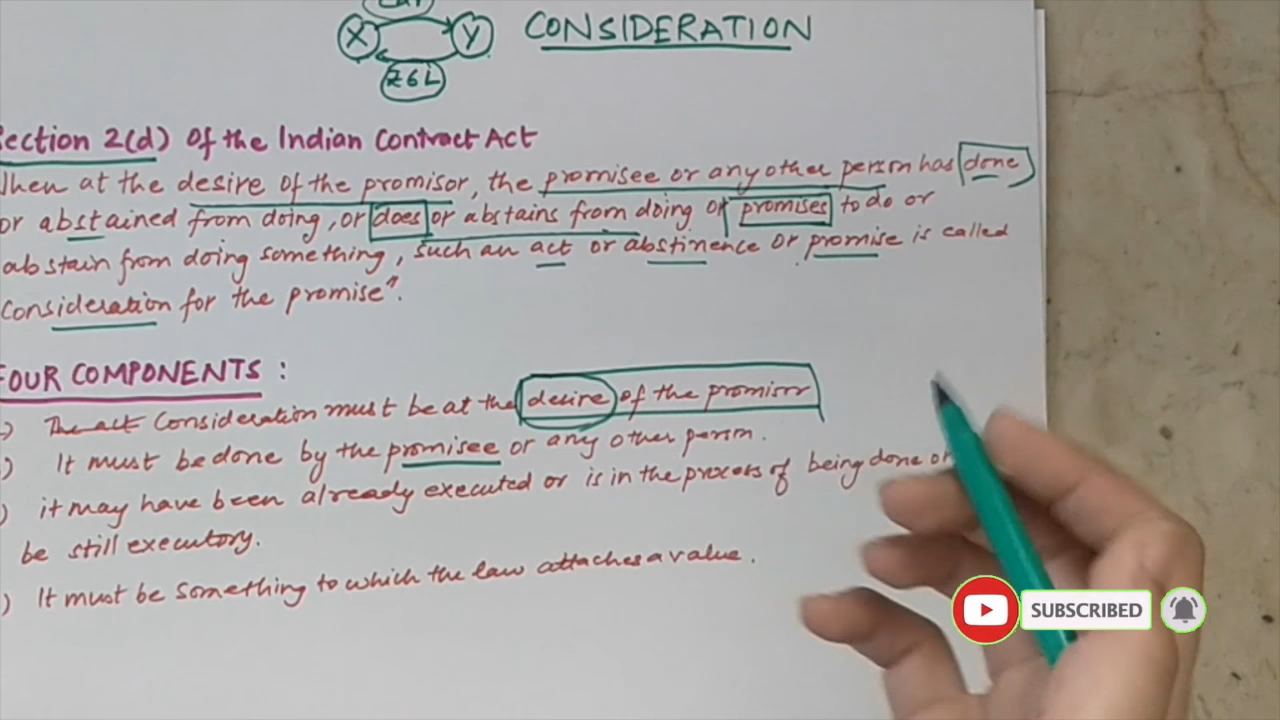 Car
X Y CONSIDERATION
₹6L
Section 2(d) Of the Indian Contract Act
When at the desire of the promisor, the promisee or any other person has done
or abstained from doing, or does or abstains from doing or promises to do or
abstain from doing something, such an act or abstinence or promise is called
Consideration for the promise".
FOUR COMPONENTS :
) The act Consideration must be at the desire of the promisor
) It must be done by the promisee or any other person.
) it may have been already executed or is in the process of being done or
be still executory.
) It must be something to which the law attaches a value.
SUBSCRIBED